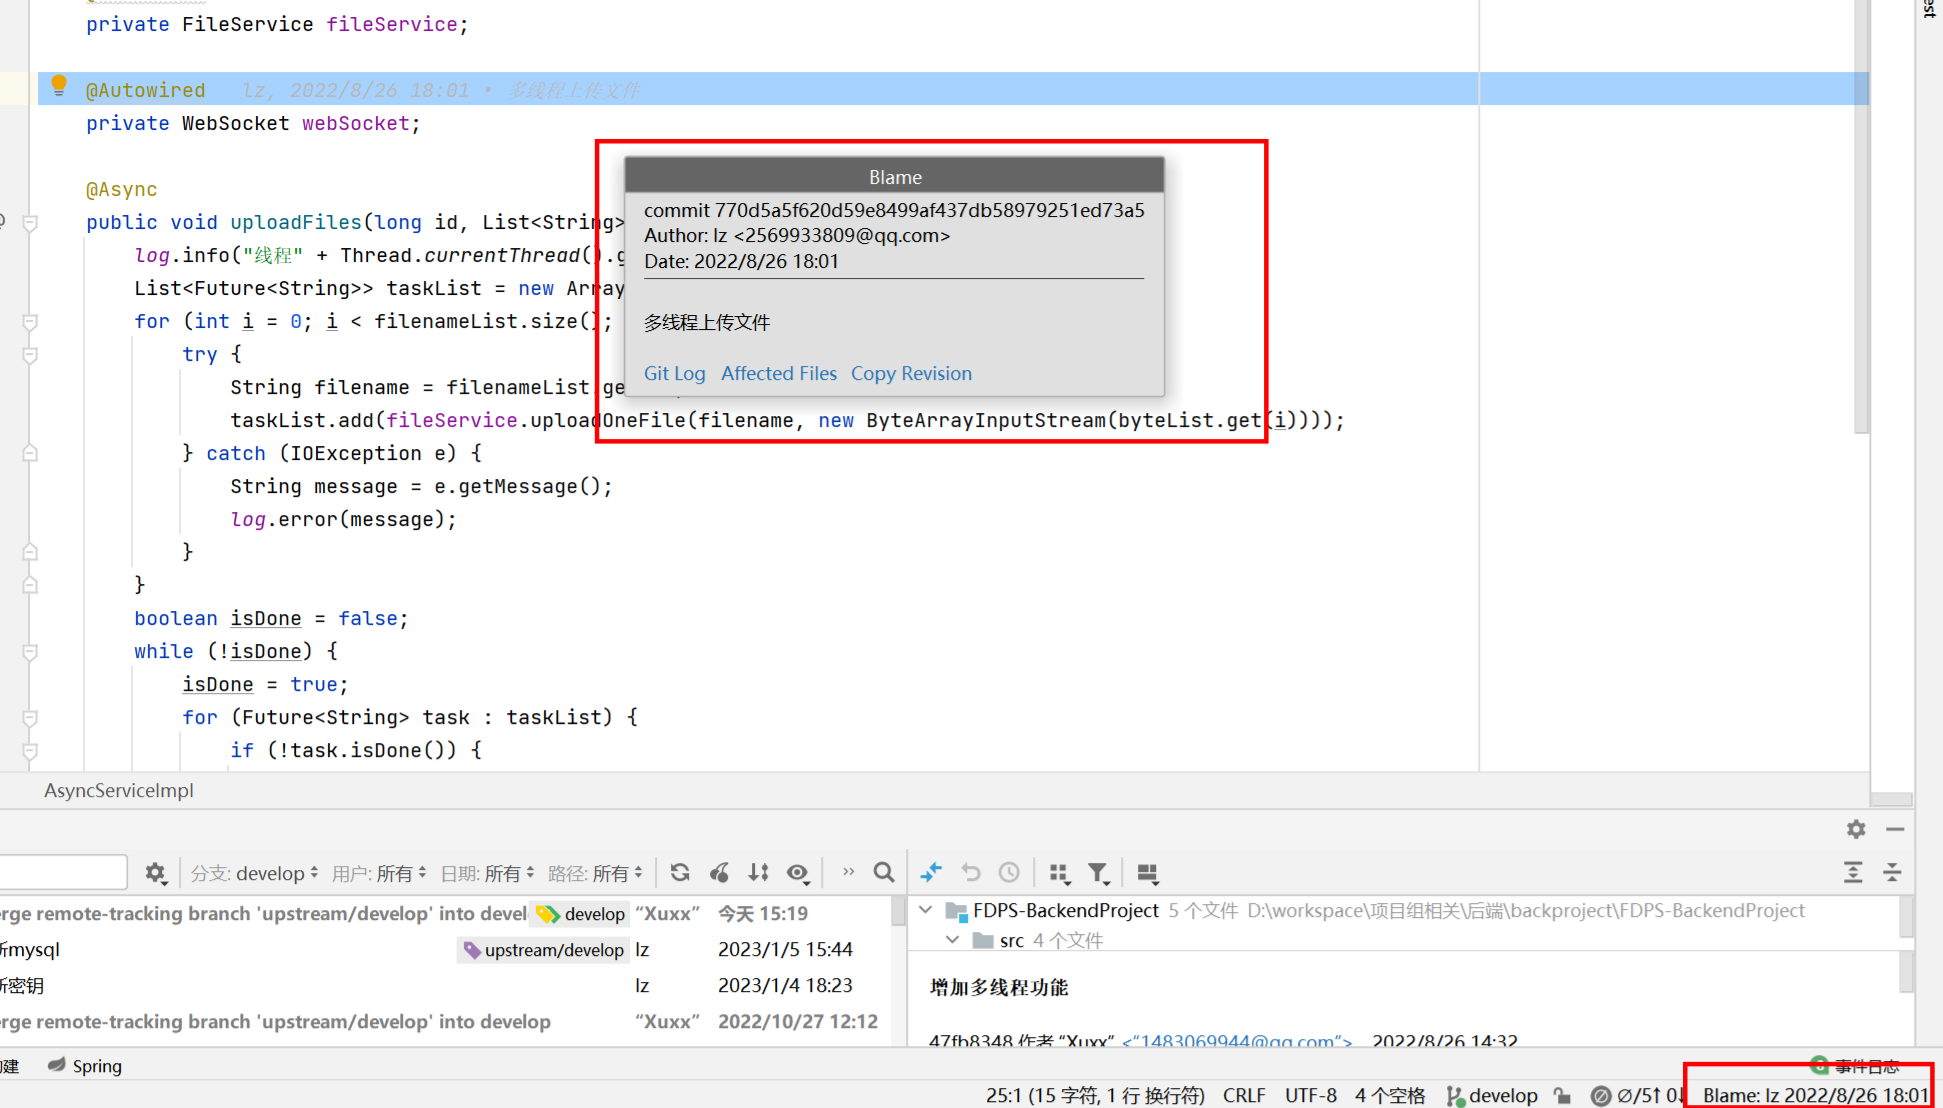 est
private FileService fileService;
@Autowired lz, 2022/8/26 18:01 • 多线程上传文件
private WebSocket webSocket;
@Async
public void uploadFiles(long id, List<String>
log.info("线程" + Thread.currentThread().g
List<Future<String>> taskList = new Array
for (int i = 0; i < filenameList.size();
try {
String filename = filenameList.ge
taskList.add(fileService.uploadOneFile(filename, new ByteArrayInputStream(byteList.get(i))));
} catch (IOException e) {
String message = e.getMessage();
log.error(message);
}
}
boolean isDone = false;
while (!isDone) {
isDone = true;
for (Future<String> task : taskList) {
if (!task.isDone()) {
Blame
commit 770d5a5f620d59e8499af437db58979251ed73a5
Author: lz <2569933809@qq.com>
Date: 2022/8/26 18:01
多线程上传文件
Git Log Affected Files Copy Revision
AsyncServiceImpl
分支: develop 用户: 所有 日期: 所有 路径: 所有 »
erge remote-tracking branch 'upstream/develop' into devel develop “Xuxx” 今天 15:19
新mysql upstream/develop lz 2023/1/5 15:44
新密钥 lz 2023/1/4 18:23
erge remote-tracking branch 'upstream/develop' into develop “Xuxx” 2022/10/27 12:12
FDPS-BackendProject 5 个文件 D:\workspace\项目组相关\后端\backproject\FDPS-BackendProject
src 4 个文件
增加多线程功能
47fb8348 作者 “Xuxx” <“1483069944@qq.com”> 2022/8/26 14:32
构建 Spring 事件日志
25:1 (15 字符, 1 行 换行符) CRLF UTF-8 4 个空格 develop ∅/5↑ 0↓ Blame: lz 2022/8/26 18:01